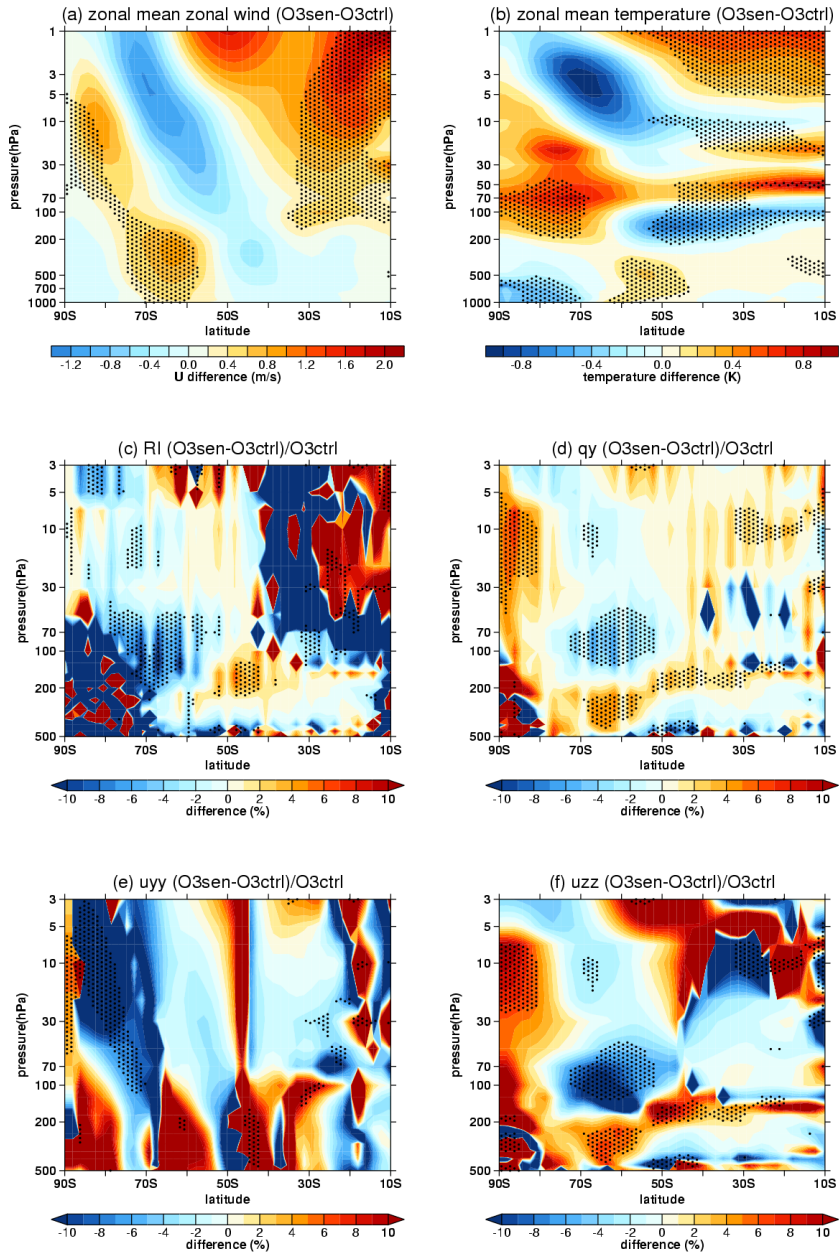 (a) zonal mean zonal wind (O3sen-O3ctrl)
1
3
5
10
30
50
70
100
200
500
700
1000
pressure(hPa)
90S 70S 50S 30S 10S
latitude
-1.2 -0.8 -0.4 0.0 0.4 0.8 1.2 1.6 2.0
U difference (m/s)
(b) zonal mean temperature (O3sen-O3ctrl)
1
3
5
10
30
50
70
100
200
500
700
1000
pressure(hPa)
90S 70S 50S 30S 10S
latitude
-0.8 -0.4 0.0 0.4 0.8
temperature difference (K)
(c) RI (O3sen-O3ctrl)/O3ctrl
3
5
10
30
70
100
200
500
pressure(hPa)
90S 70S 50S 30S 10S
latitude
-10 -8 -6 -4 -2 0 2 4 6 8 10
difference (%)
(d) qy (O3sen-O3ctrl)/O3ctrl
3
5
10
30
70
100
200
500
pressure(hPa)
90S 70S 50S 30S 10S
latitude
-10 -8 -6 -4 -2 0 2 4 6 8 10
difference (%)
(e) uyy (O3sen-O3ctrl)/O3ctrl
3
5
10
30
70
100
200
500
pressure(hPa)
90S 70S 50S 30S 10S
latitude
-10 -8 -6 -4 -2 0 2 4 6 8 10
difference (%)
(f) uzz (O3sen-O3ctrl)/O3ctrl
3
5
10
30
70
100
200
500
pressure(hPa)
90S 70S 50S 30S 10S
latitude
-10 -8 -6 -4 -2 0 2 4 6 8 10
difference (%)